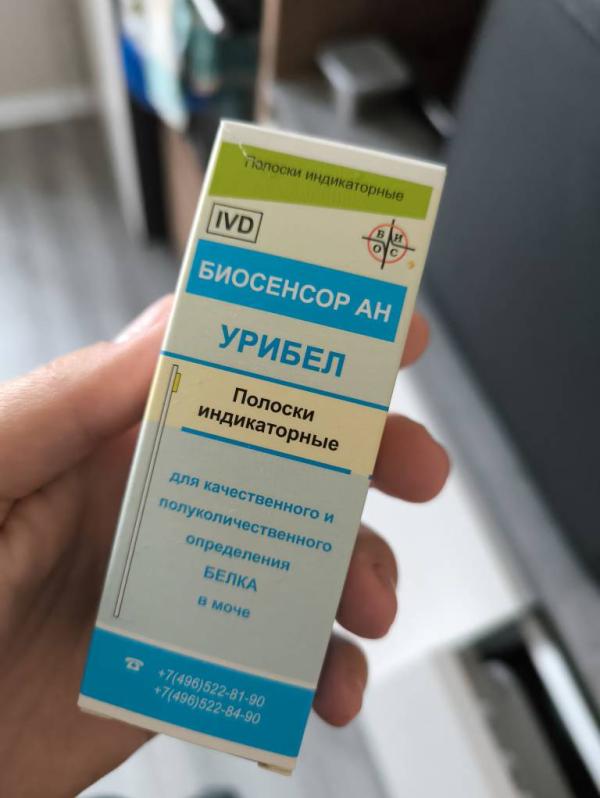 Полоски индикаторные
IVD
БИОС
БИОСЕНСОР АН
УРИБЕЛ
Полоски
индикаторные
для качественного и
полуколичественного
определения
БЕЛКА
в моче
☎ +7(496)522-81-90
+7(496)522-84-90